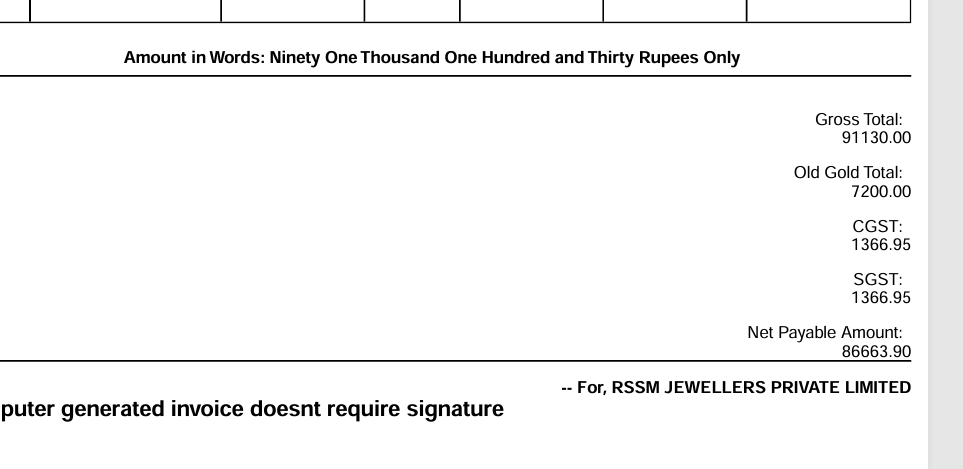 Amount in Words: Ninety One Thousand One Hundred and Thirty Rupees Only
Gross Total:
91130.00
Old Gold Total:
7200.00
CGST:
1366.95
SGST:
1366.95
Net Payable Amount:
86663.90
-- For, RSSM JEWELLERS PRIVATE LIMITED
puter generated invoice doesnt require signature